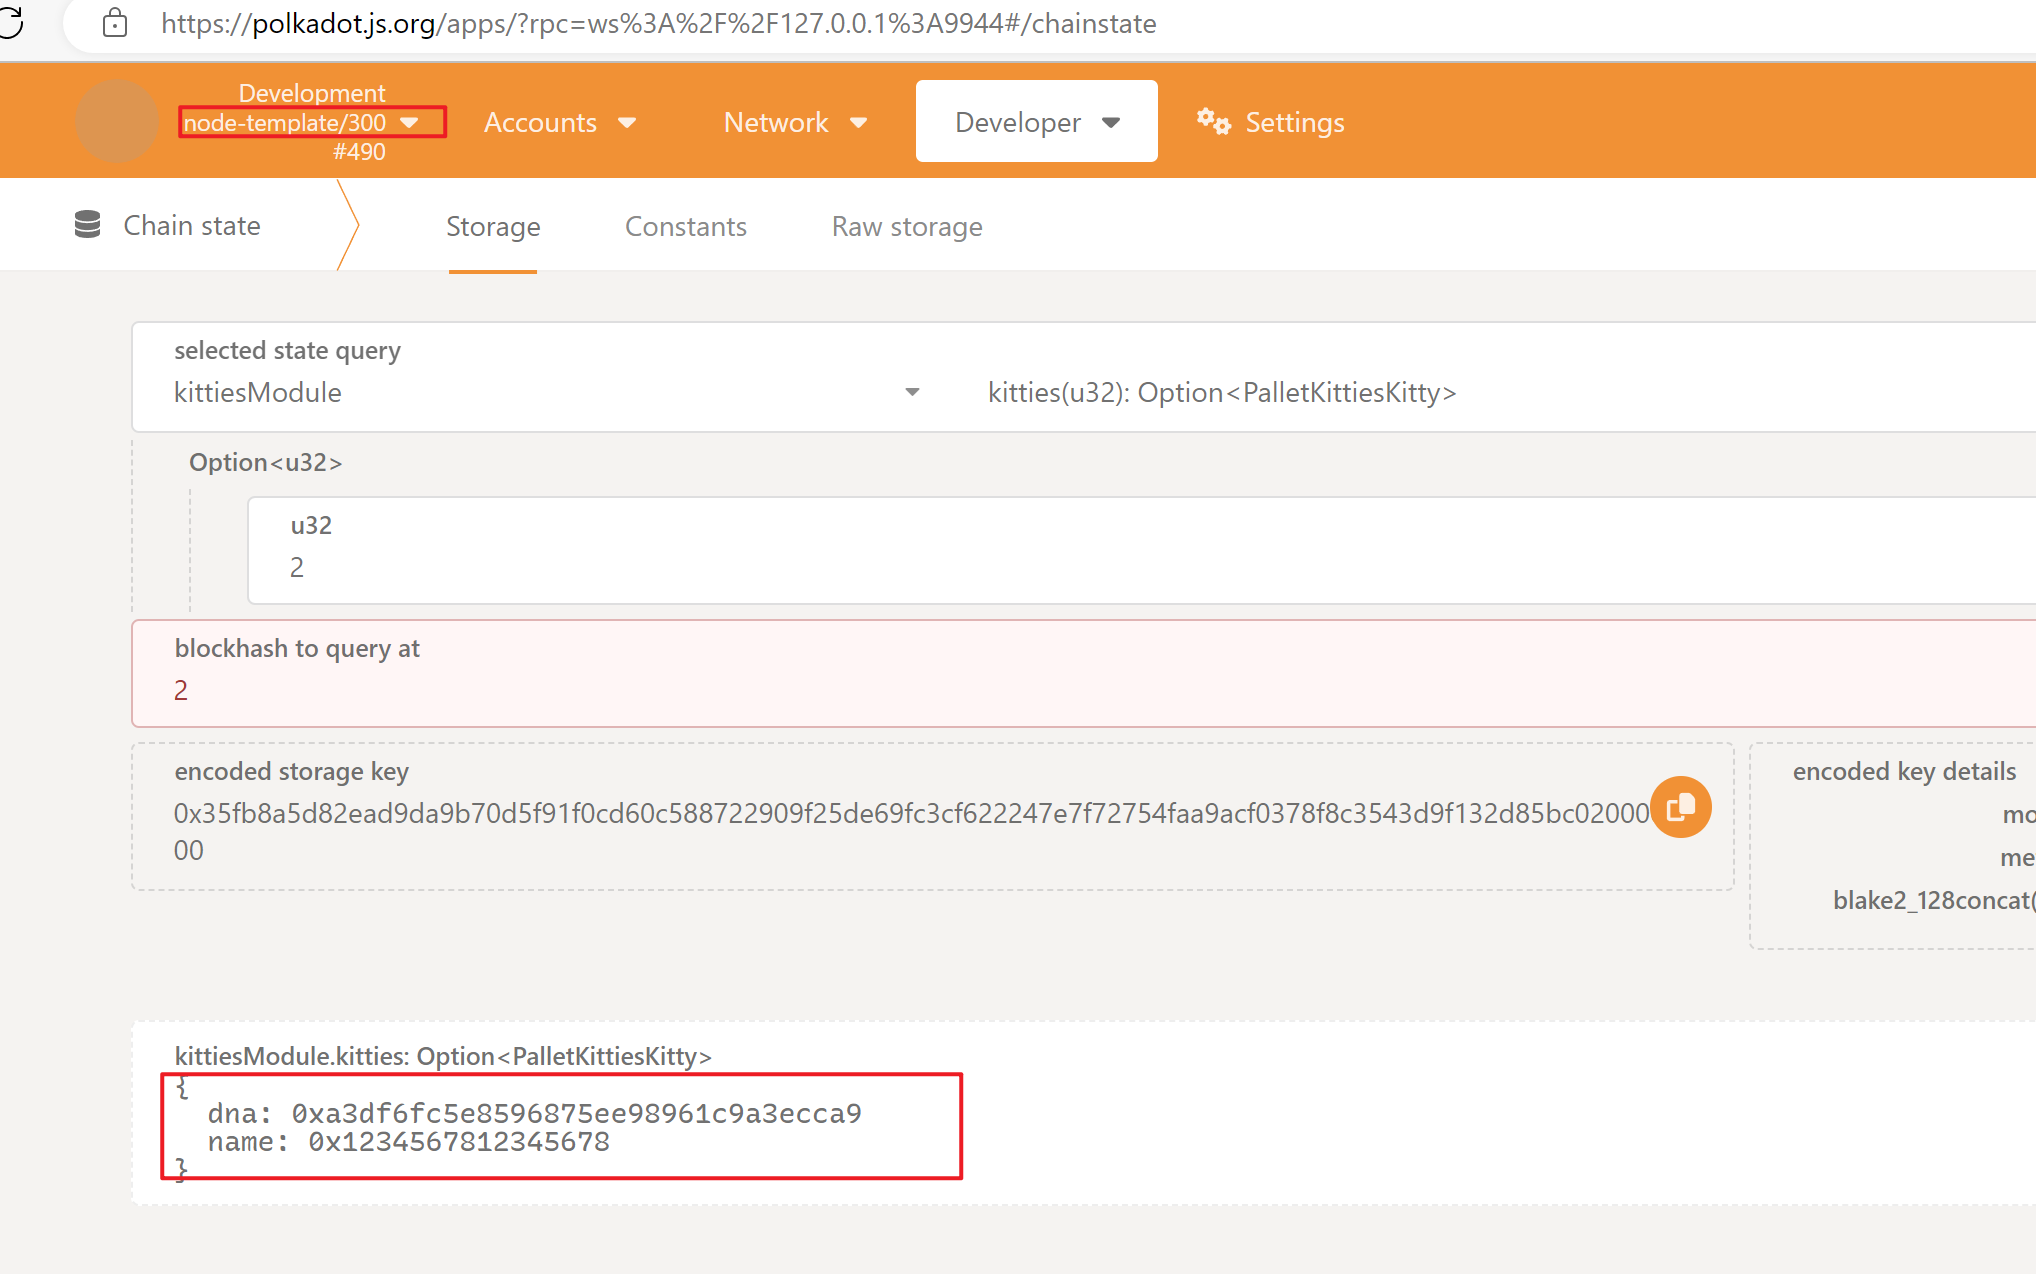 https://polkadot.js.org/apps/?rpc=ws%3A%2F%2F127.0.0.1%3A9944#/chainstate
Development
node-template/300
#490
Accounts
Network
Developer
Settings
Chain state
Storage
Constants
Raw storage
selected state query
kittiesModule
kitties(u32): Option<PalletKittiesKitty>
Option<u32>
u32
2
blockhash to query at
2
encoded storage key
0x35fb8a5d82ead9da9b70d5f91f0cd60c588722909f25de69fc3cf622247e7f72754faa9acf0378f8c3543d9f132d85bc02000
00
encoded key details
mo
me
blake2_128concat(
kittiesModule.kitties: Option<PalletKittiesKitty>
{
dna: 0xa3df6fc5e8596875ee98961c9a3ecca9
name: 0x1234567812345678
}